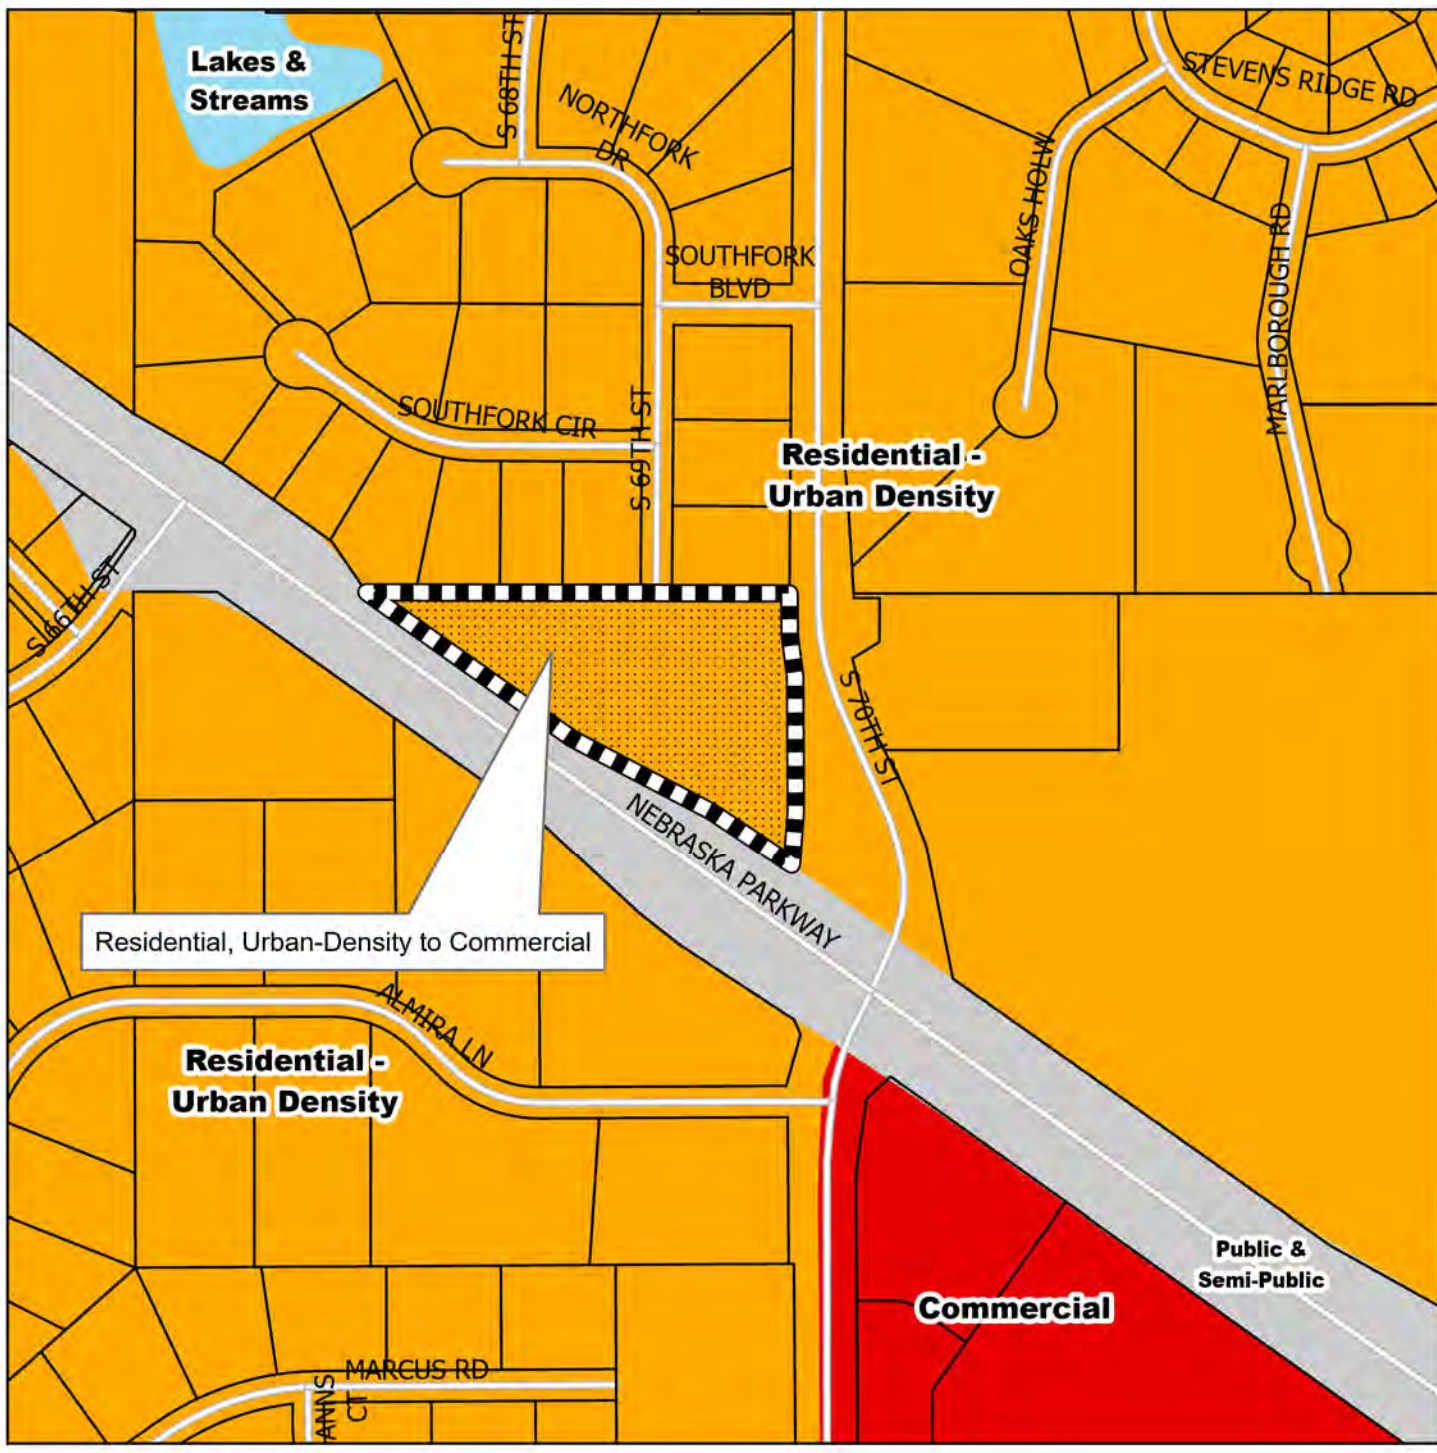 Lakes &
Streams
S 68TH ST
NORTHFORK
DR
STEVENS RIDGE RD
OAKS HOLW
MARLBOROUGH RD
SOUTHFORK
BLVD
SOUTHFORK CIR
S 69TH ST
Residential -
Urban Density
S 66TH ST
S 70TH ST
NEBRASKA PARKWAY
Residential, Urban-Density to Commercial
ALMIRA LN
Residential -
Urban Density
Public &
Semi-Public
Commercial
MARCUS RD
ANNS
CT